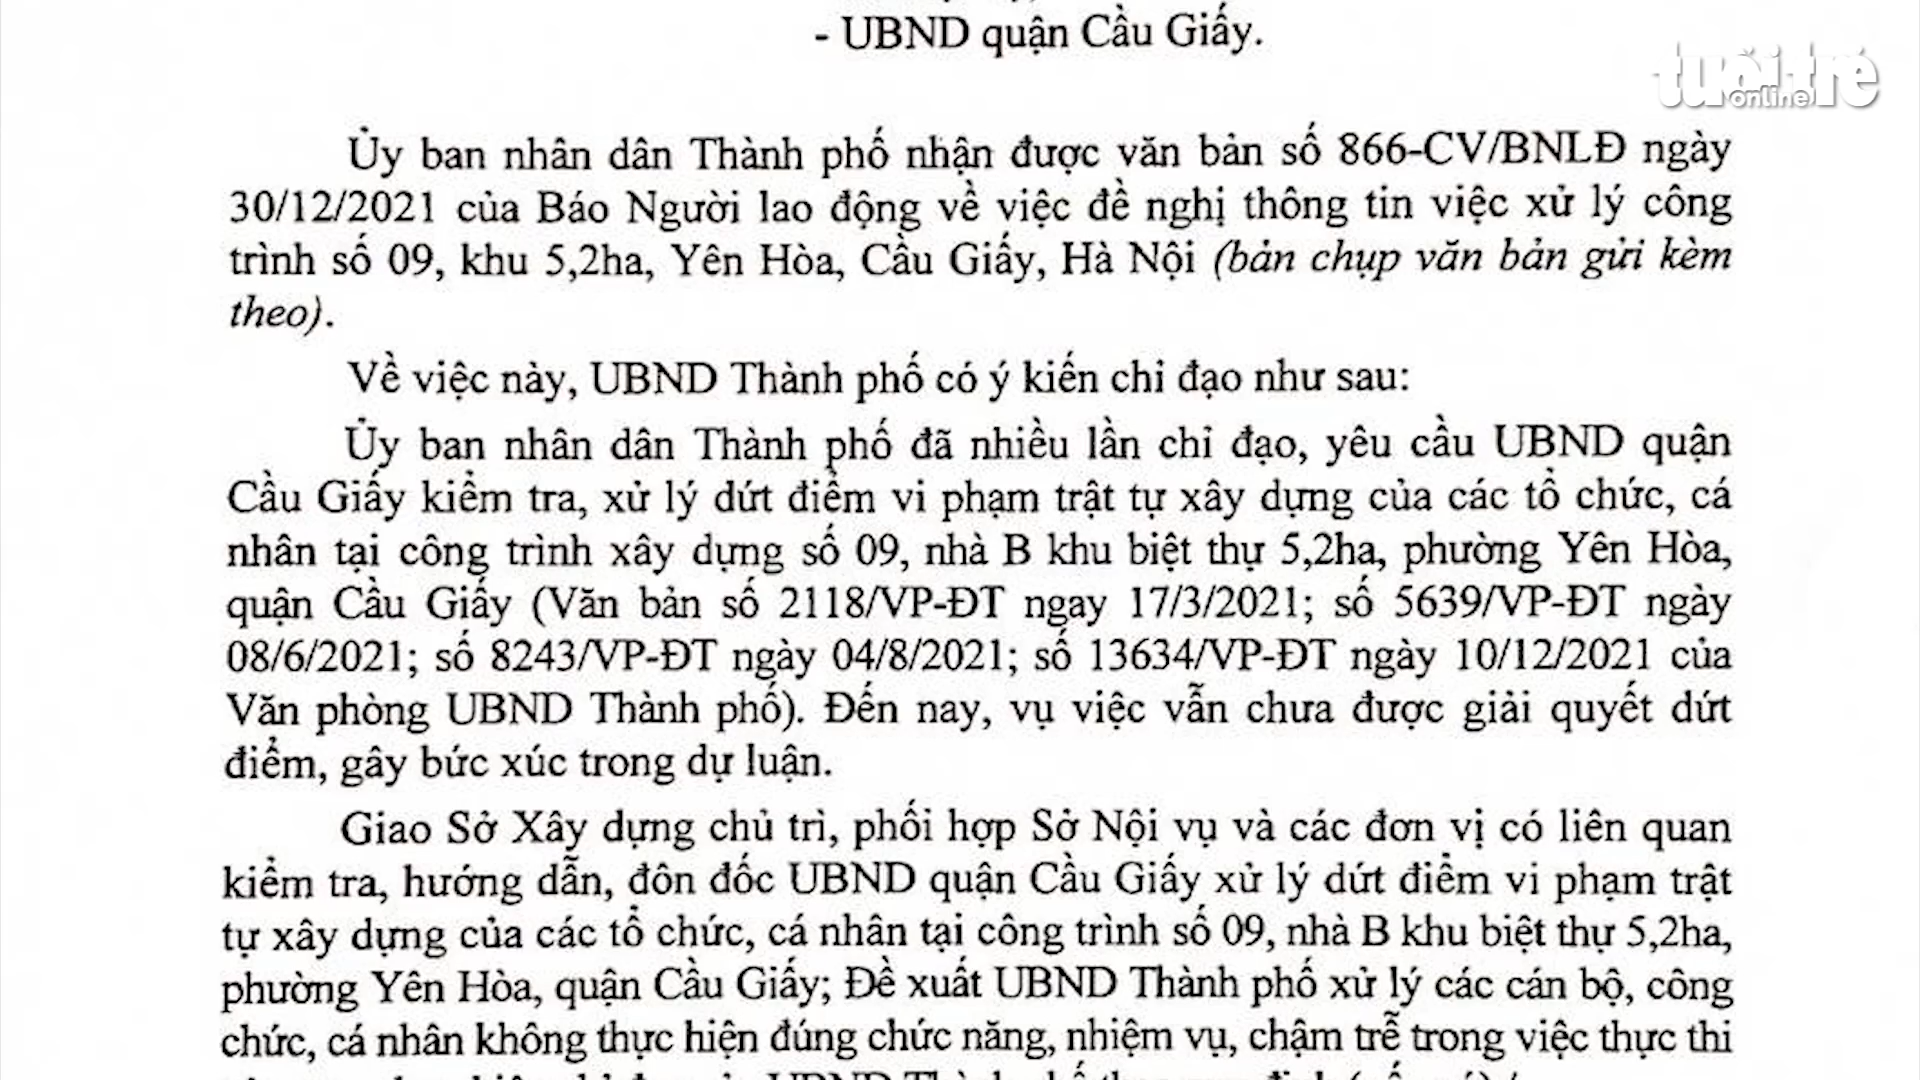 - UBND quận Cầu Giấy.
tuổi trẻ
online
Ủy ban nhân dân Thành phố nhận được văn bản số 866-CV/BNLĐ ngày
30/12/2021 của Báo Người lao động về việc đề nghị thông tin việc xử lý công
trình số 09, khu 5,2ha, Yên Hòa, Cầu Giấy, Hà Nội (bản chụp văn bản gửi kèm
theo).
Về việc này, UBND Thành phố có ý kiến chỉ đạo như sau:
Ủy ban nhân dân Thành phố đã nhiều lần chỉ đạo, yêu cầu UBND quận
Cầu Giấy kiểm tra, xử lý dứt điểm vi phạm trật tự xây dựng của các tổ chức, cá
nhân tại công trình xây dựng số 09, nhà B khu biệt thự 5,2ha, phường Yên Hòa,
quận Cầu Giấy (Văn bản số 2118/VP-ĐT ngay 17/3/2021; số 5639/VP-ĐT ngày
08/6/2021; số 8243/VP-ĐT ngày 04/8/2021; số 13634/VP-ĐT ngày 10/12/2021 của
Văn phòng UBND Thành phố). Đến nay, vụ việc vẫn chưa được giải quyết dứt
điểm, gây bức xúc trong dự luận.
Giao Sở Xây dựng chủ trì, phối hợp Sở Nội vụ và các đơn vị có liên quan
kiểm tra, hướng dẫn, đôn đốc UBND quận Cầu Giấy xử lý dứt điểm vi phạm trật
tự xây dựng của các tổ chức, cá nhân tại công trình số 09, nhà B khu biệt thự 5,2ha,
phường Yên Hòa, quận Cầu Giấy; Đề xuất UBND Thành phố xử lý các cán bộ, công
chức, cá nhân không thực hiện đúng chức năng, nhiệm vụ, chậm trễ trong việc thực thi
UBND Thành phố